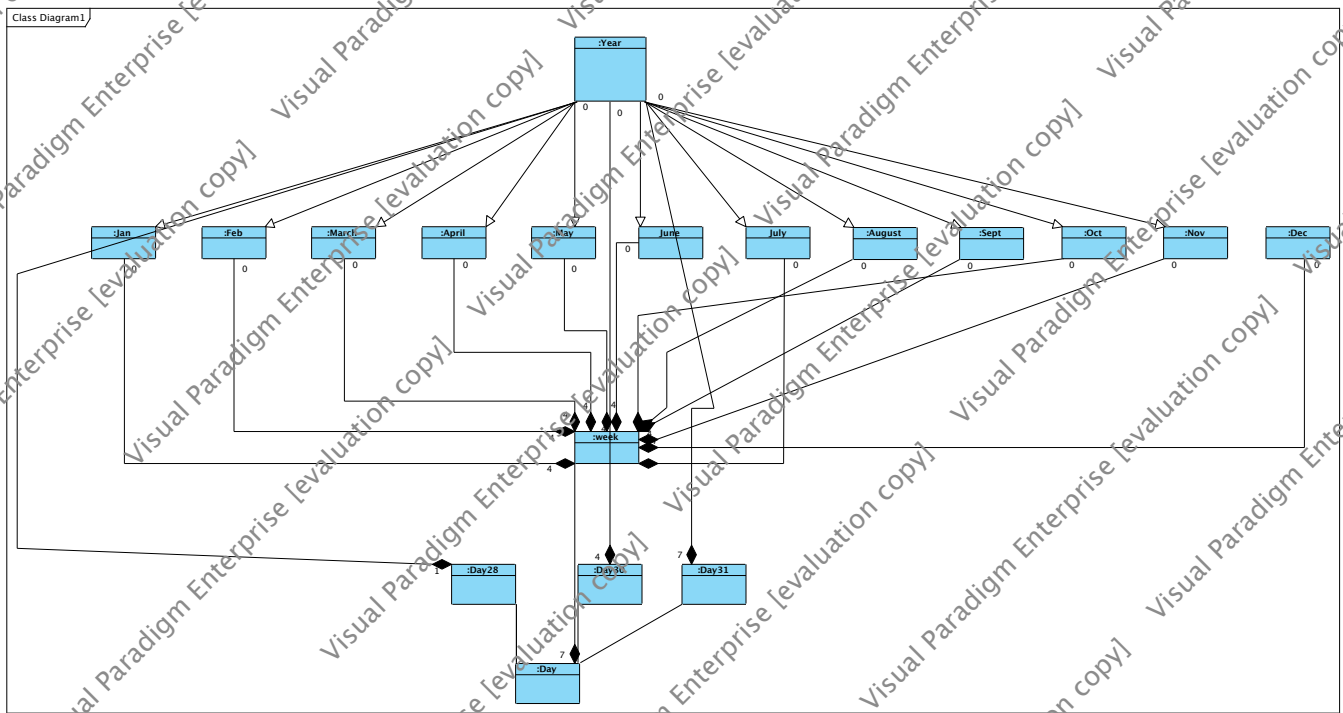 Class Diagram1
:Year
0
0
0
:Jan
:Feb
:March
:April
:May
June
July
:August
:Sept
:Oct
:Nov
:Dec
0
0
0
0
0
0
0
0
0
0
0
0
4
4
:week
4
4
7
1
:Day28
:Day30
:Day31
7
:Day
Visual Paradigm Enterprise [evaluation copy]